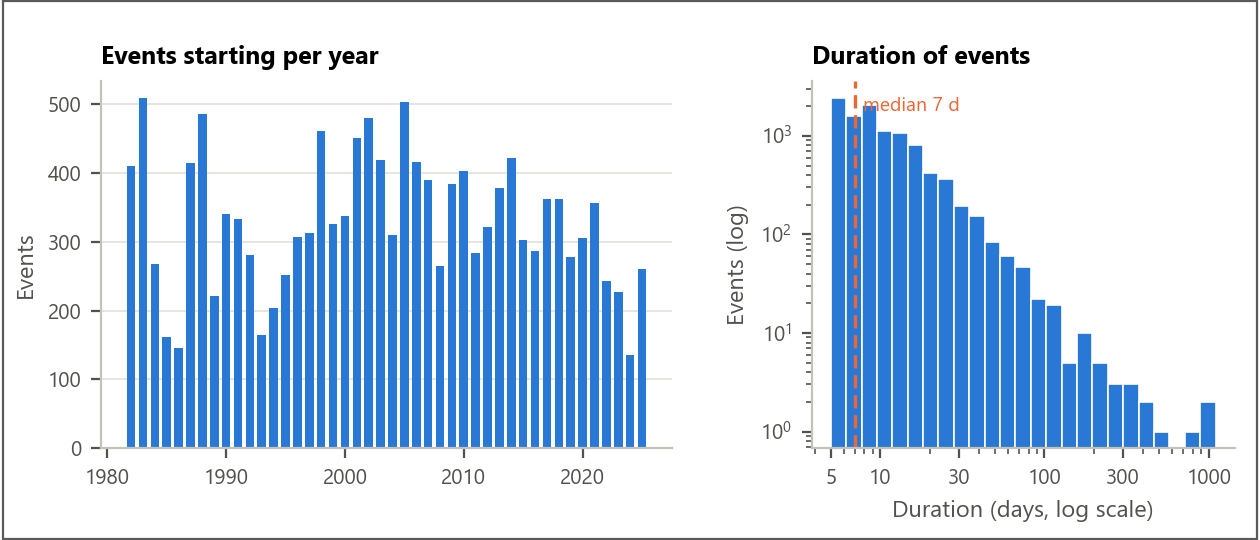 Events starting per year
Events
500
400
300
200
100
0
1980 1990 2000 2010 2020
Duration of events
median 7 d
Events (log)
10³
10²
10¹
10⁰
5 10 30 100 300 1000
Duration (days, log scale)